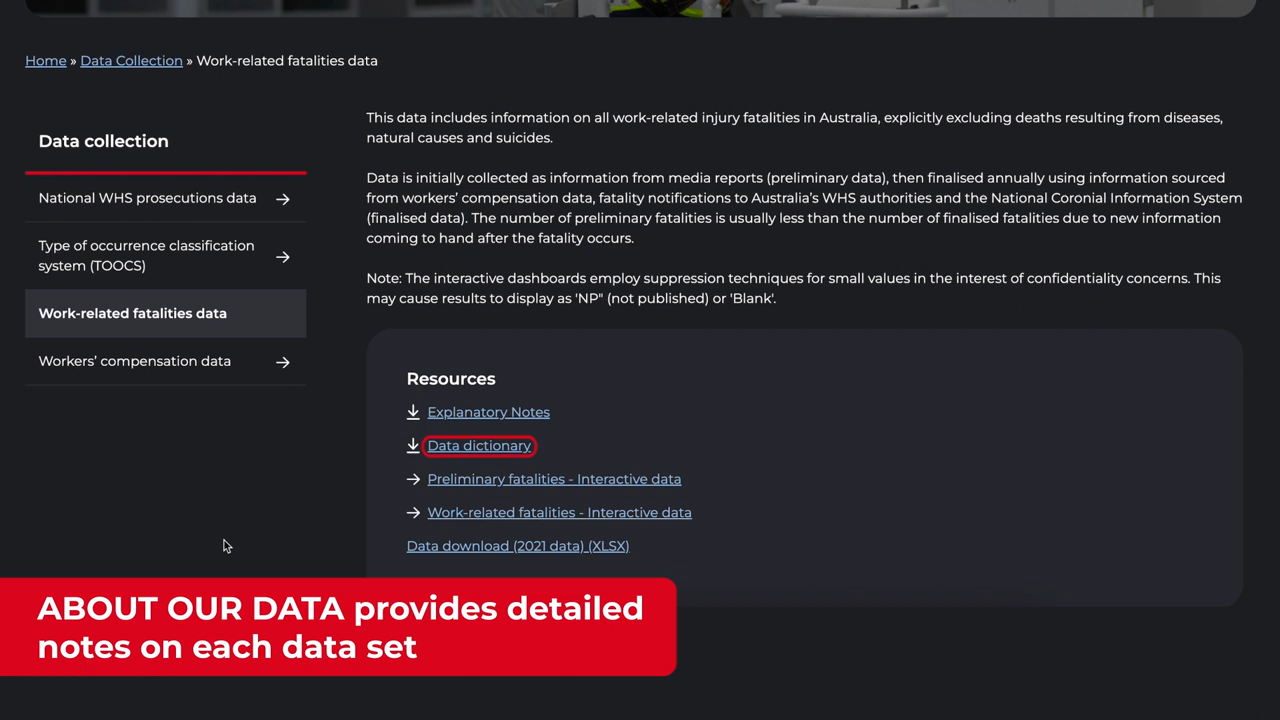 Home » Data Collection » Work-related fatalities data
Data collection
National WHS prosecutions data
Type of occurrence classification
system (TOOCS)
Work-related fatalities data
Workers’ compensation data
This data includes information on all work-related injury fatalities in Australia, explicitly excluding deaths resulting from diseases,
natural causes and suicides.
Data is initially collected as information from media reports (preliminary data), then finalised annually using information sourced
from workers’ compensation data, fatality notifications to Australia’s WHS authorities and the National Coronial Information System
(finalised data). The number of preliminary fatalities is usually less than the number of finalised fatalities due to new information
coming to hand after the fatality occurs.
Note: The interactive dashboards employ suppression techniques for small values in the interest of confidentiality concerns. This
may cause results to display as 'NP" (not published) or 'Blank'.
Resources
Explanatory Notes
Data dictionary
Preliminary fatalities - Interactive data
Work-related fatalities - Interactive data
Data download (2021 data) (XLSX)
ABOUT OUR DATA provides detailed
notes on each data set